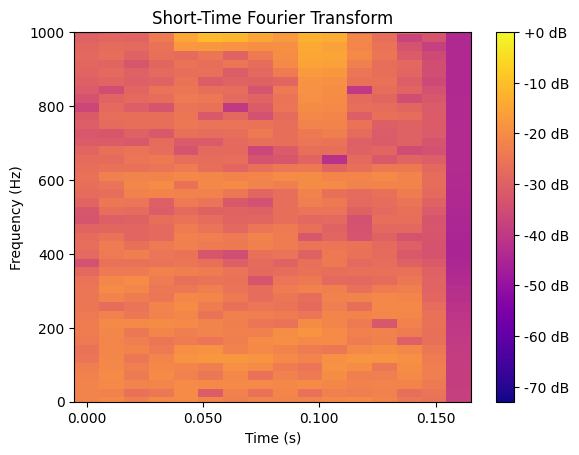 Short-Time Fourier Transform
1000
800
600
400
200
0
Frequency (Hz)
0.000
0.050
0.100
0.150
Time (s)
+0 dB
-10 dB
-20 dB
-30 dB
-40 dB
-50 dB
-60 dB
-70 dB